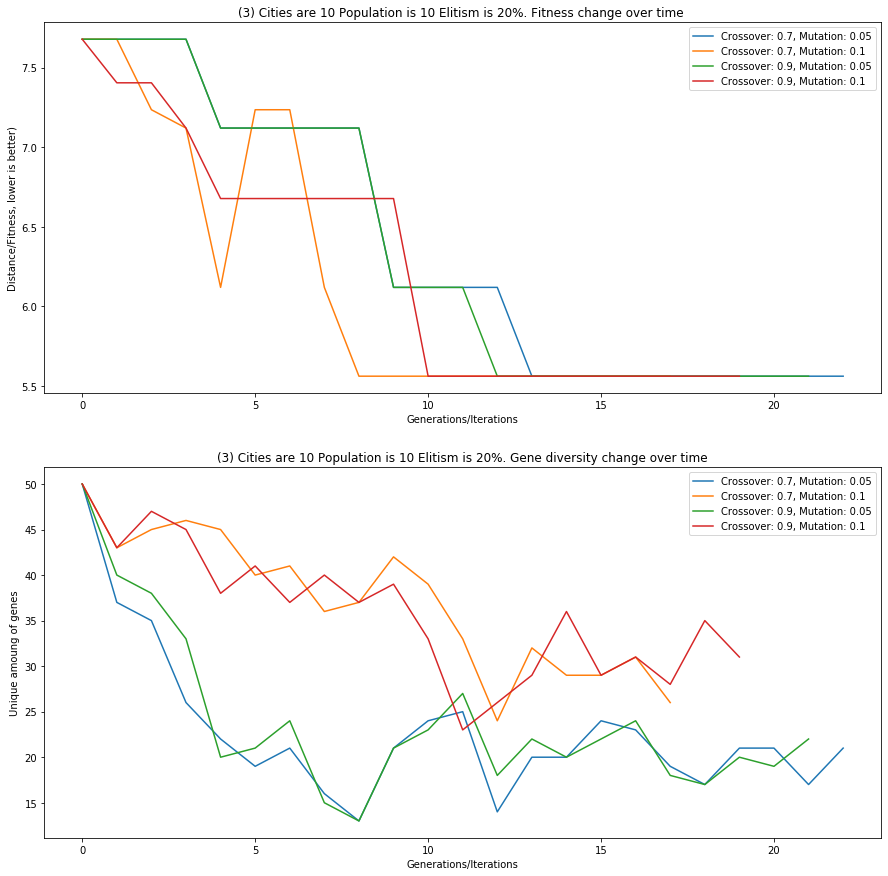 (3) Cities are 10 Population is 10 Elitism is 20%. Fitness change over time
Crossover: 0.7, Mutation: 0.05
Crossover: 0.7, Mutation: 0.1
Crossover: 0.9, Mutation: 0.05
Crossover: 0.9, Mutation: 0.1
Distance/Fitness, lower is better)
7.5
7.0
6.5
6.0
5.5
0 5 10 15 20
Generations/Iterations
(3) Cities are 10 Population is 10 Elitism is 20%. Gene diversity change over time
Crossover: 0.7, Mutation: 0.05
Crossover: 0.7, Mutation: 0.1
Crossover: 0.9, Mutation: 0.05
Crossover: 0.9, Mutation: 0.1
Unique amoung of genes
50
45
40
35
30
25
20
15
0 5 10 15 20
Generations/Iterations